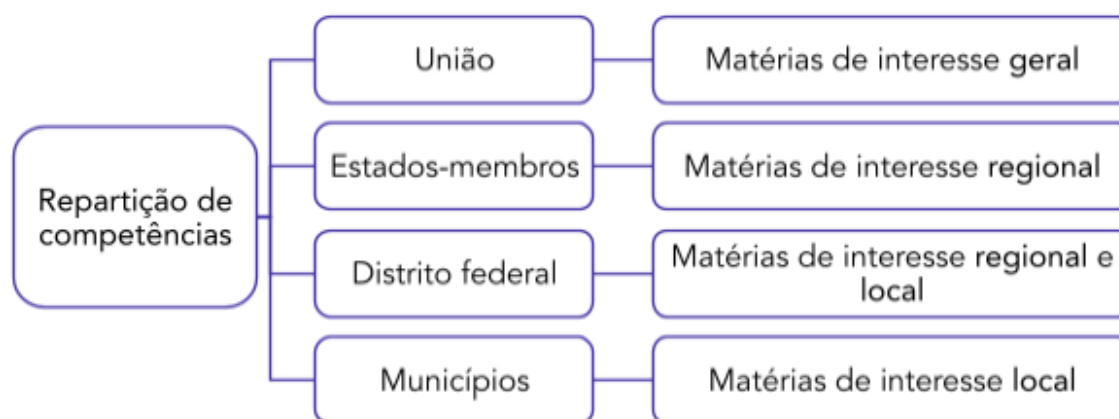 União
Matérias de interesse geral
Estados-membros
Matérias de interesse regional
Repartição de
competências
Distrito federal
Matérias de interesse regional e
local
Municípios
Matérias de interesse local